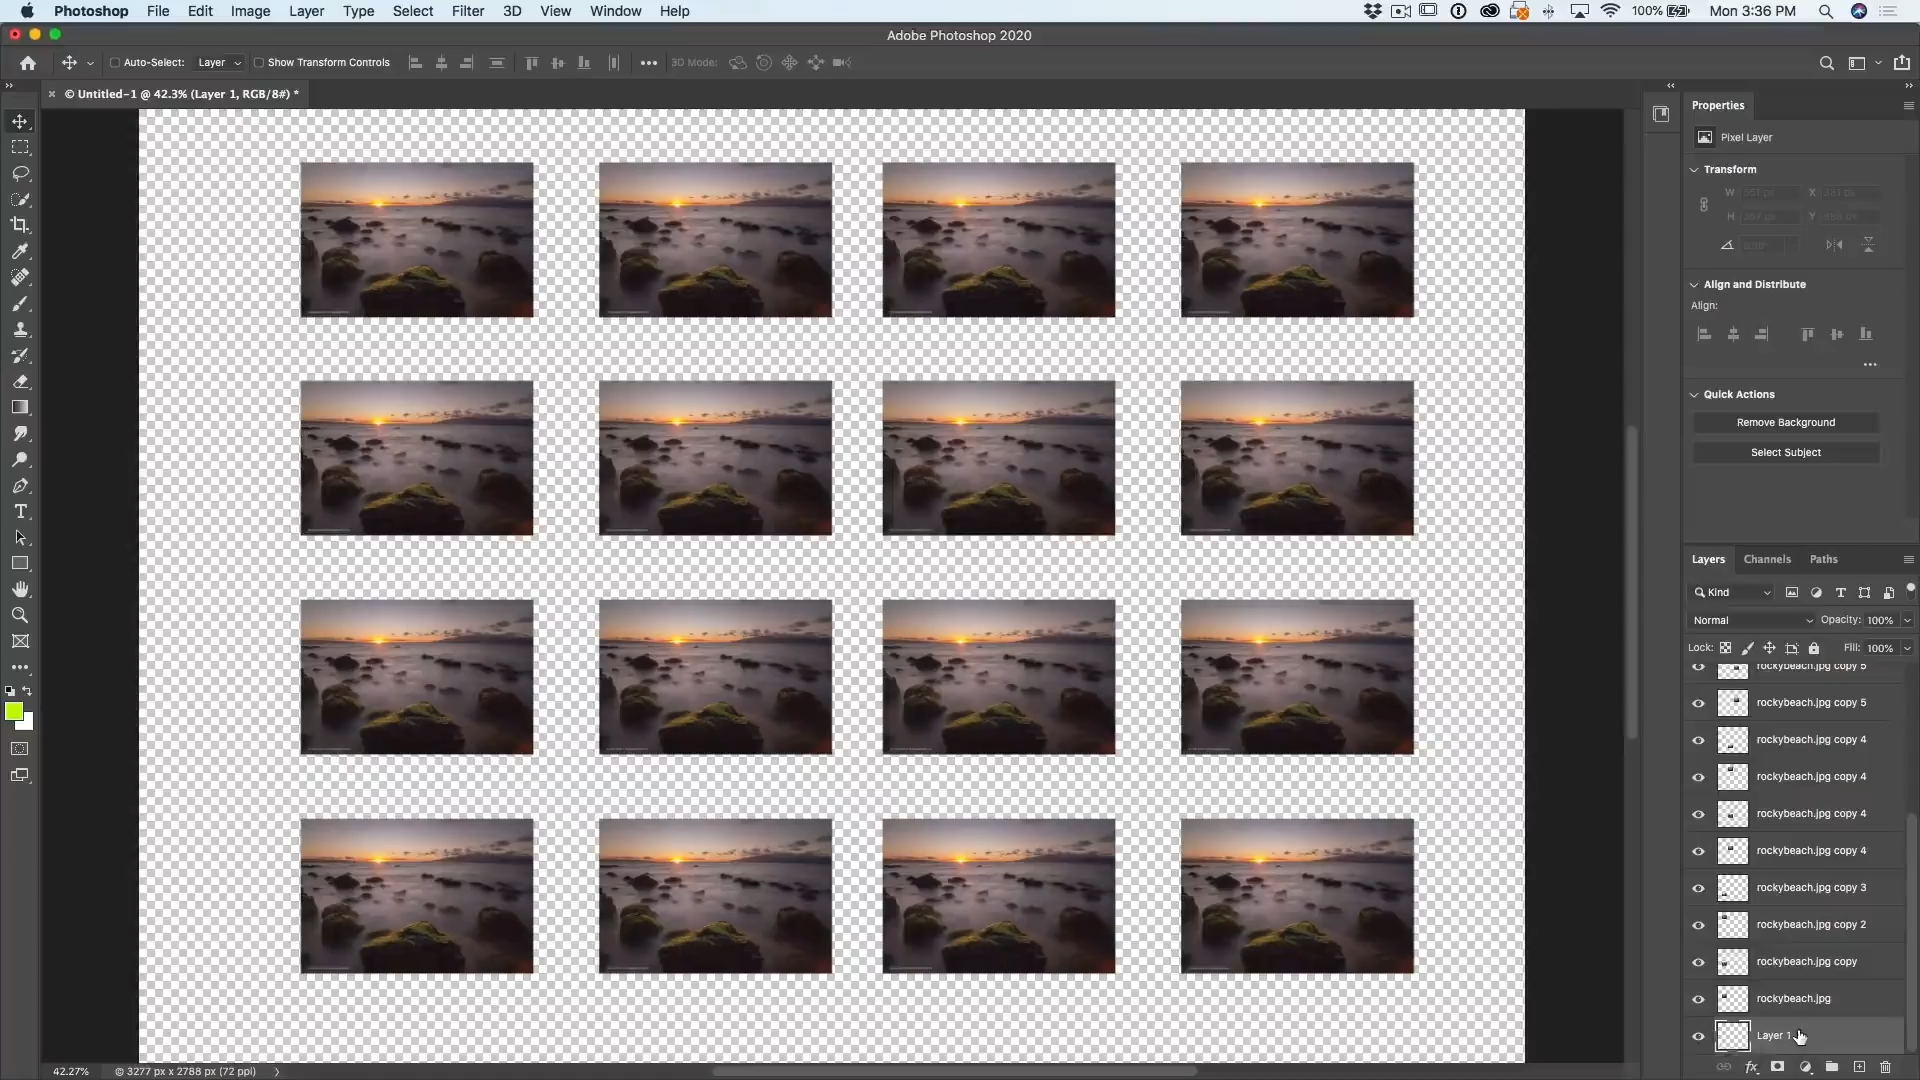 Photoshop File Edit Image Layer Type Select Filter 3D View Window Help 100% Mon 3:36 PM
Adobe Photoshop 2020
Auto-Select: Layer Show Transform Controls 3D Mode:
× © Untitled-1 @ 42.3% (Layer 1, RGB/8#) *
Properties
Pixel Layer
Transform
W X
H Y
Align and Distribute
Align:
Quick Actions
Remove Background
Select Subject
Layers Channels Paths
Kind
Normal Opacity: 100%
Lock: Fill: 100%
rockybeach.jpg copy 5
rockybeach.jpg copy 5
rockybeach.jpg copy 4
rockybeach.jpg copy 4
rockybeach.jpg copy 4
rockybeach.jpg copy 4
rockybeach.jpg copy 3
rockybeach.jpg copy 2
rockybeach.jpg copy
rockybeach.jpg
Layer 1
42.27% © 3277 px x 2788 px (72 ppi)